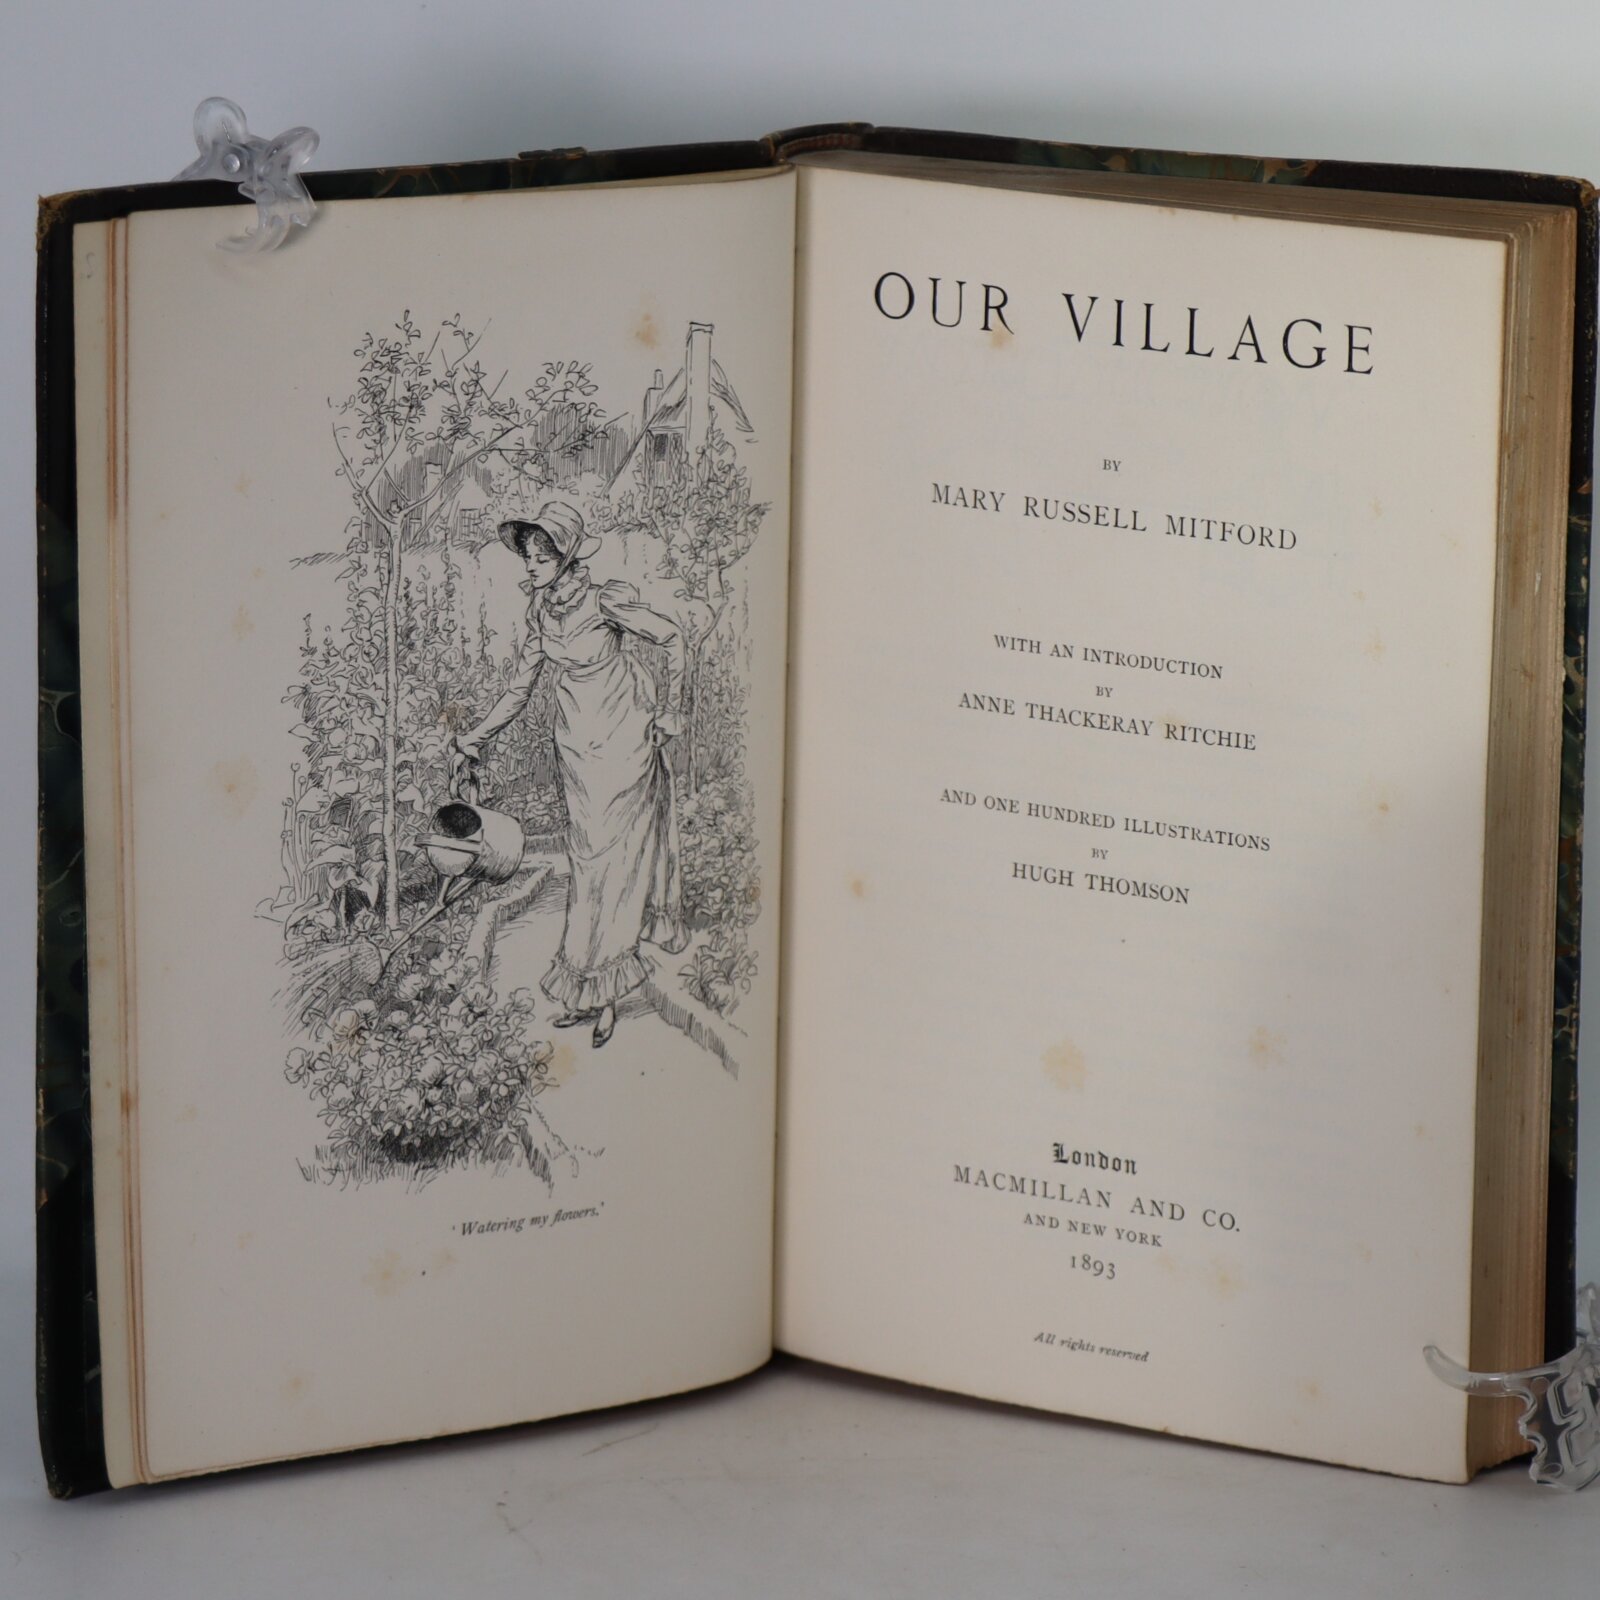 'Watering my flowers.'
OUR VILLAGE
BY
MARY RUSSELL MITFORD
WITH AN INTRODUCTION
BY
ANNE THACKERAY RITCHIE
AND ONE HUNDRED ILLUSTRATIONS
BY
HUGH THOMSON
London
MACMILLAN AND CO.
AND NEW YORK
1893
All rights reserved